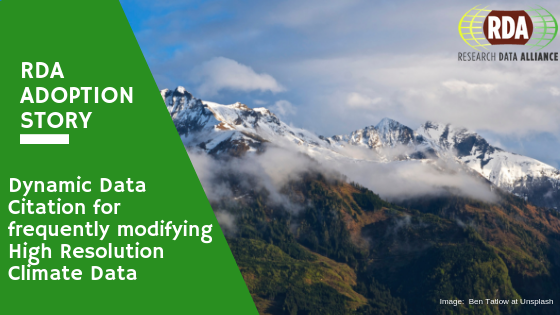 RDA
ADOPTION
STORY
Dynamic Data
Citation for
frequently modifying
High Resolution
Climate Data
RDA
RESEARCH DATA ALLIANCE
Image: Ben Tatlow at Unsplash